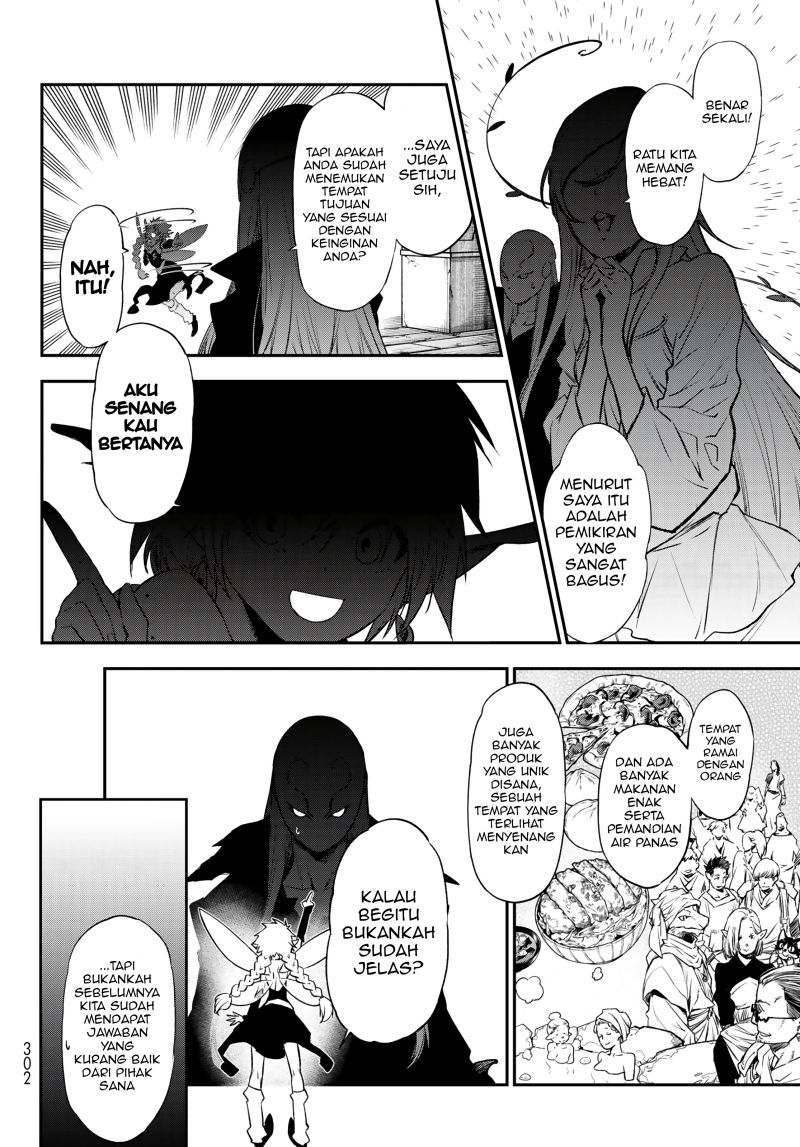 BENAR
SEKALI!
RATU KITA
MEMANG
HEBAT!
MENURUT
SAYA ITU
ADALAH
PEMIKIRAN
YANG
SANGAT
BAGUS!
...SAYA
JUGA
SETUJU
SIH,
TAPI APAKAH
ANDA SUDAH
MENEMUKAN
TEMPAT
TUJUAN
YANG SESUAI
DENGAN
KEINGINAN
ANDA?
NAH,
ITU!
AKU
SENANG
KAU
BERTANYA
TEMPAT
YANG
RAMAI
DENGAN
ORANG
DAN ADA
BANYAK
MAKANAN
ENAK
SERTA
PEMANDIAN
AIR PANAS
JUGA
BANYAK
PRODUK
YANG UNIK
DISANA, SEBUAH
TEMPAT YANG
TERLIHAT
MENYENANG
KAN
KALAU
BEGITU
BUKANKAH
SUDAH
JELAS?
...TAPI
BUKANKAH
SEBELUMNYA
KITA SUDAH
MENDAPAT
JAWABAN
YANG
KURANG BAIK
DARI PIHAK
SANA
302